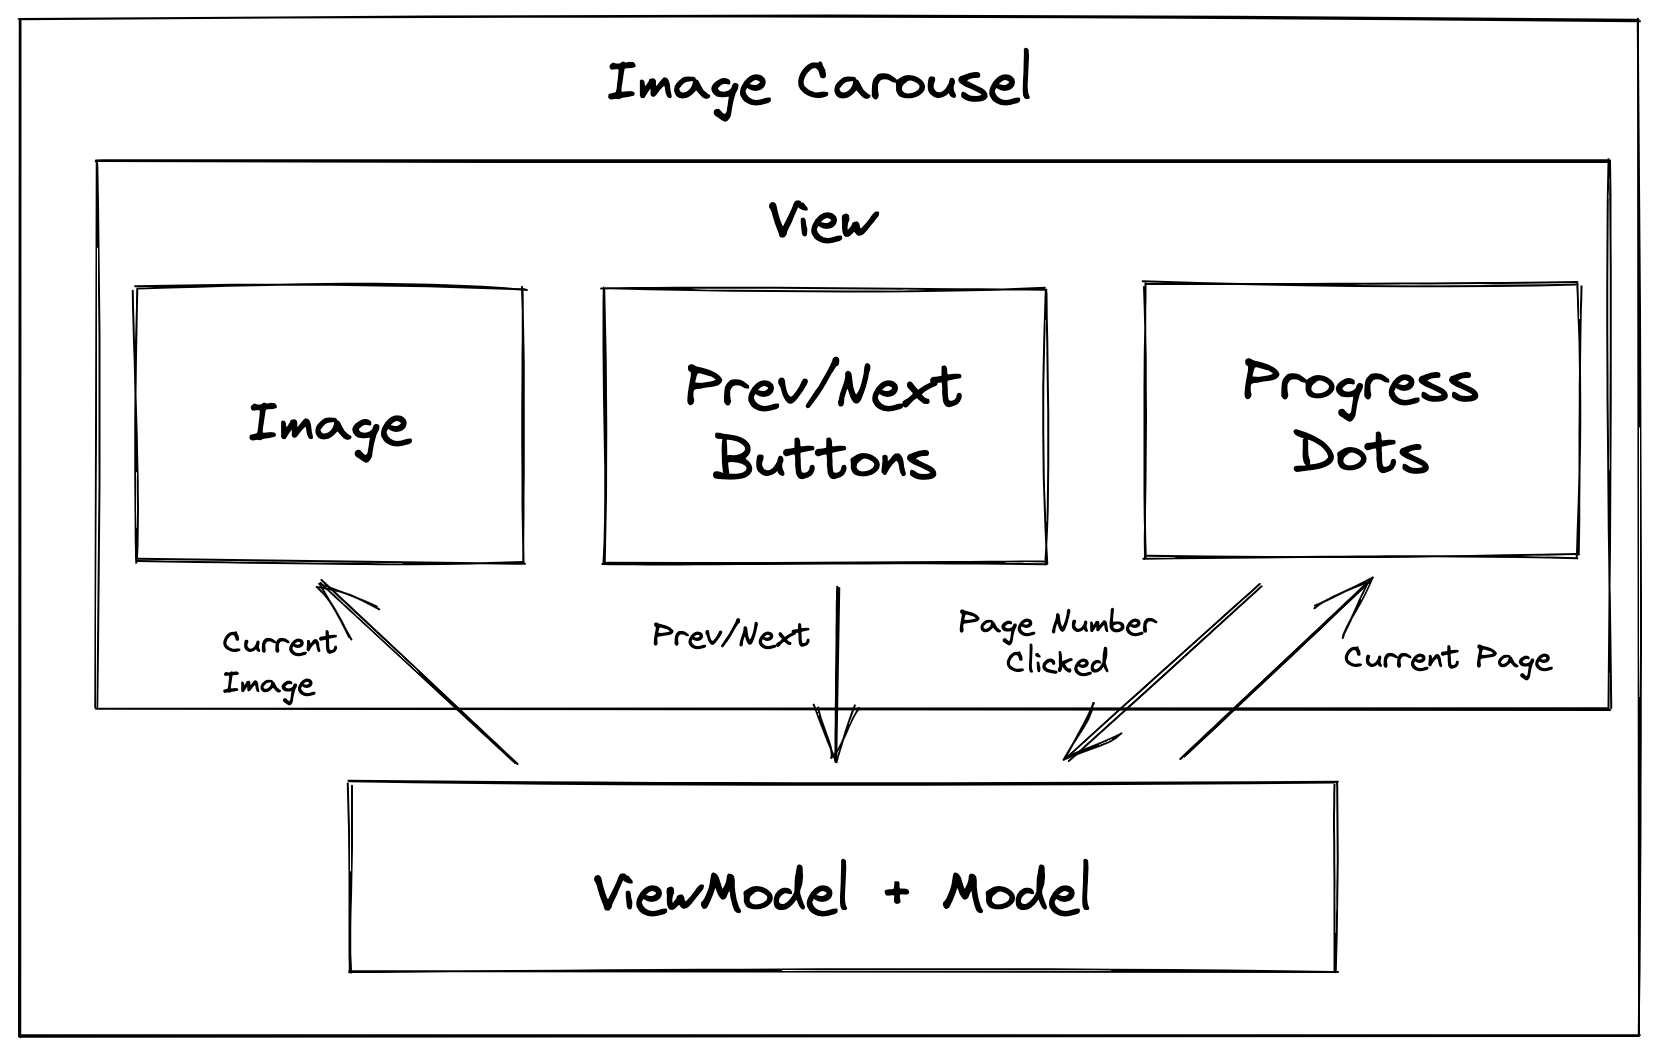 Image Carousel
View
Image
Prev/Next
Buttons
Progress
Dots
Current
Image
Prev/Next
Page Number
Clicked
Current Page
ViewModel + Model